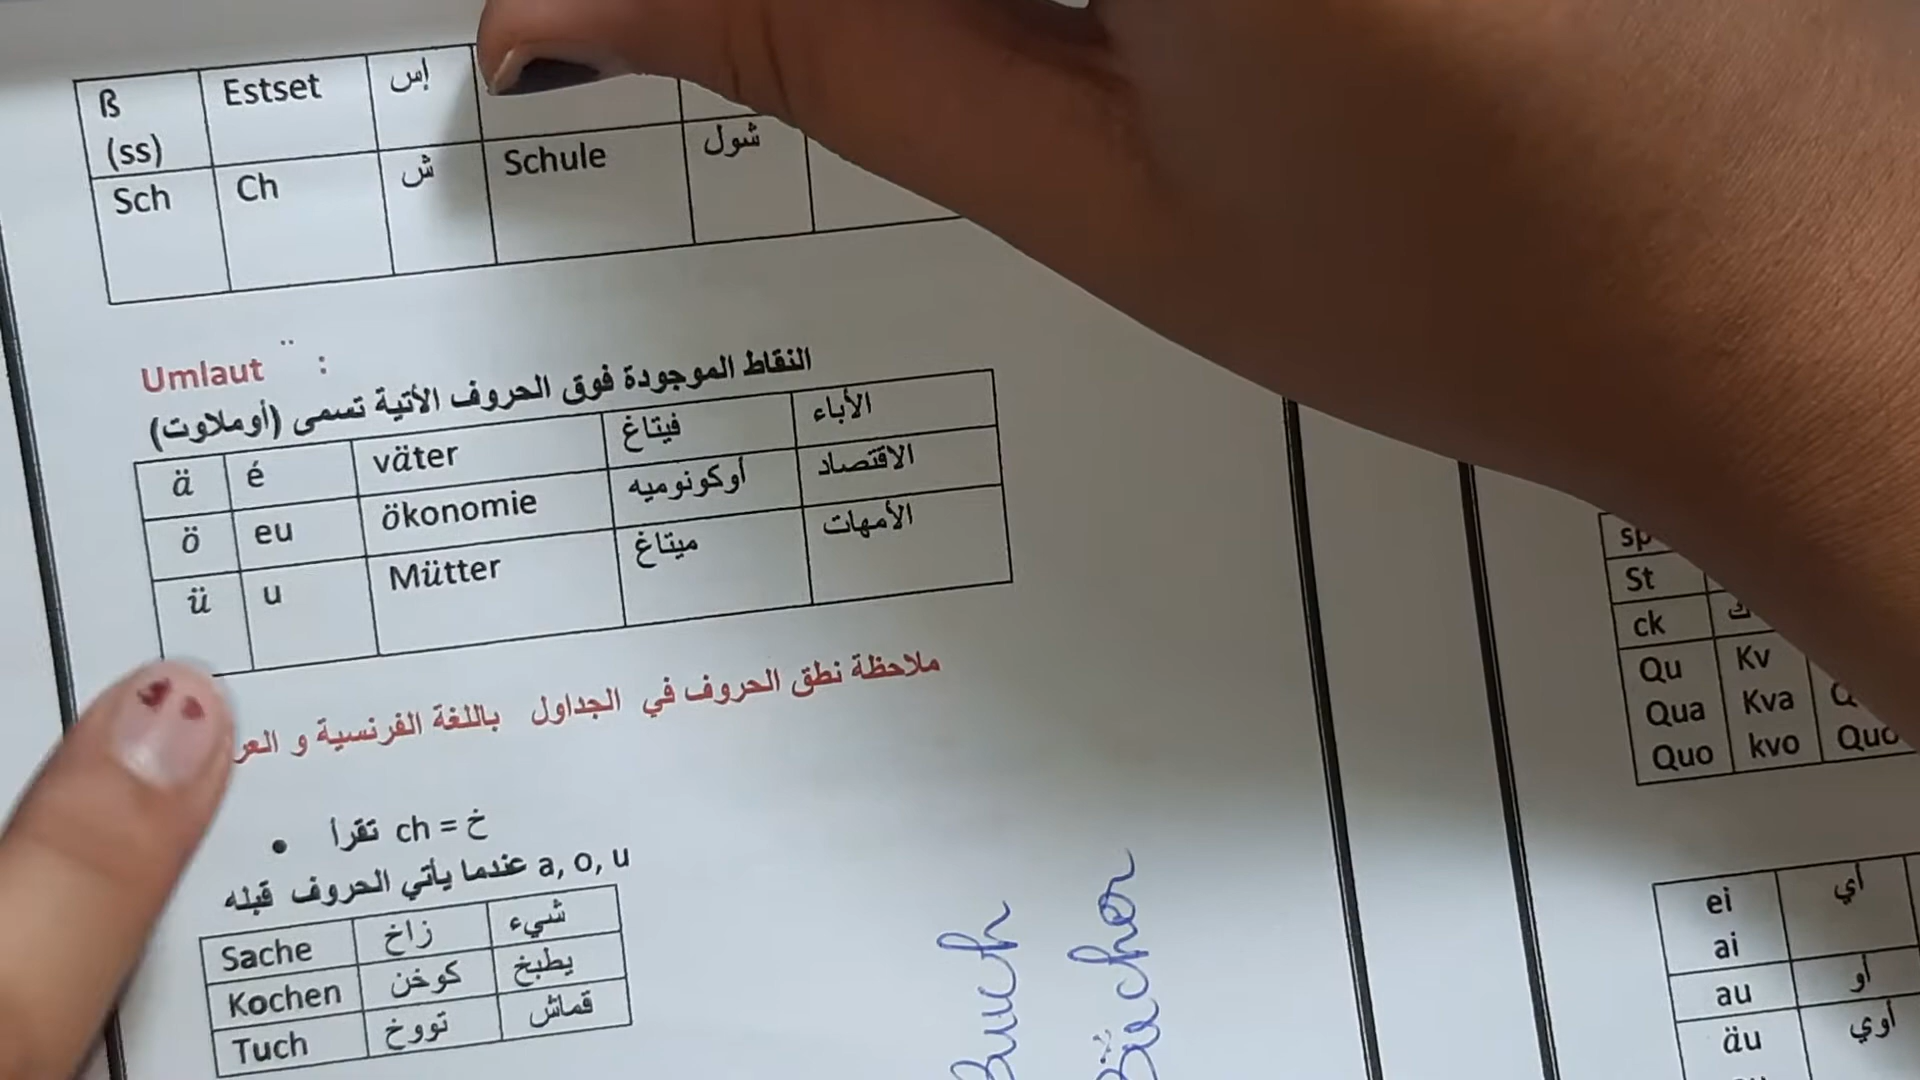 ß (ss) Estset إس
Sch Ch ش Schule شول
Umlaut ¨ :
النقاط الموجودة فوق الحروف الأتية تسمى (أوملاوت)
ä é väter فيتاغ الأباء
ö eu ökonomie أوكونوميه الاقتصاد
ü u Mütter ميتاغ الأمهات
ملاحظة نطق الحروف في الجداول باللغة الفرنسية و
• تقرأ ch = خ
عندما يأتي الحروف قبله a, o, u
Sache زاخ شيء
Kochen كوخن يطبخ
Tuch تووخ قماش
Buch
Bücher
sp
St
ck ك
Qu Kv
Qua Kva
Quo kvo Quo
ei أي
ai
au أو
äu أوي